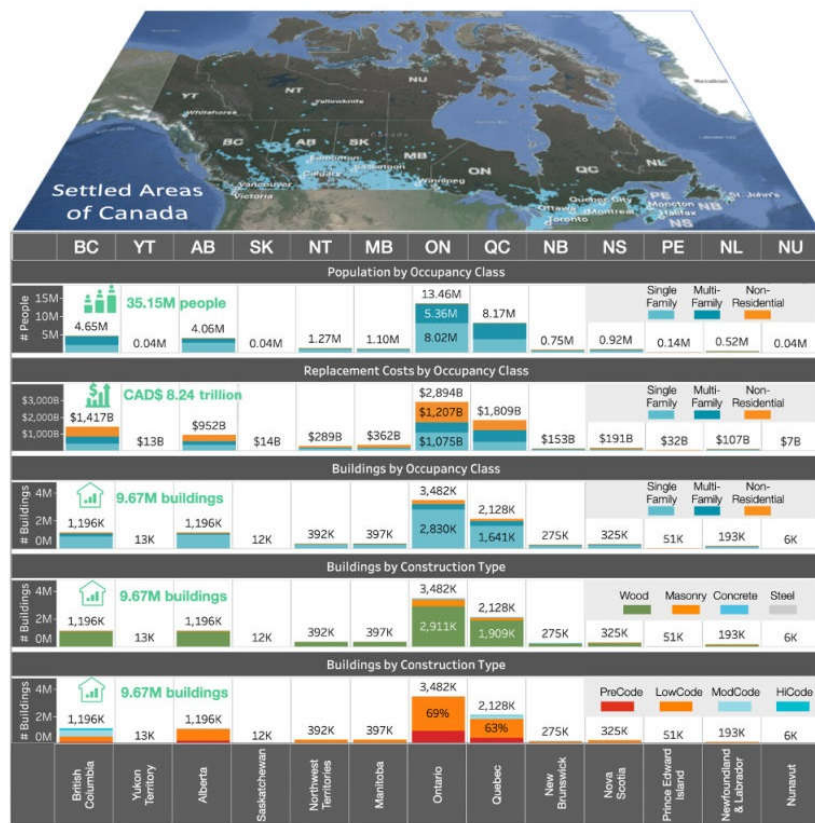 NU
NT
YT
Yellowknife
Whitehorse
BC
AB
SK
MB
ON
QC
NL
Edmonton
Saskatoon
Calgary
Winnipeg
Vancouver
Victoria
Quebec City
PE
St. John's
Ottawa
Montreal
Moncton
NB
Halifax
Toronto
NS
Settled Areas
of Canada
BC YT AB SK NT MB ON QC NB NS PE NL NU
Population by Occupancy Class
# People
15M
10M
5M
35.15M people
4.65M 0.04M 4.06M 0.04M 1.27M 1.10M 13.46M 8.17M 0.75M 0.92M 0.14M 0.52M 0.04M
5.36M
8.02M
Single
Family
Multi-
Family
Non-
Residential
Replacement Costs by Occupancy Class
$3,000B
$2,000B
$1,000B
CAD$ 8.24 trillion
$1,417B $13B $952B $14B $289B $362B $2,894B $1,809B $153B $191B $32B $107B $7B
$1,207B
$1,075B
Single
Family
Multi-
Family
Non-
Residential
Buildings by Occupancy Class
# Buildings
4M
2M
0M
9.67M buildings
1,196K 13K 1,196K 12K 392K 397K 3,482K 2,128K 275K 325K 51K 193K 6K
2,830K 1,641K
Single
Family
Multi-
Family
Non-
Residential
Buildings by Construction Type
# Buildings
4M
2M
0M
9.67M buildings
1,196K 13K 1,196K 12K 392K 397K 3,482K 2,128K 275K 325K 51K 193K 6K
2,911K 1,909K
Wood Masonry Concrete Steel
Buildings by Construction Type
# Buildings
4M
2M
0M
9.67M buildings
1,196K 13K 1,196K 12K 392K 397K 3,482K 2,128K 275K 325K 51K 193K 6K
69% 63%
PreCode LowCode ModCode HiCode
British
Columbia
Yukon
Territory
Alberta
Saskatchewan
Northwest
Territories
Manitoba
Ontario
Quebec
New
Brunswick
Nova
Scotia
Prince Edward
Island
Newfoundland
& Labrador
Nunavut